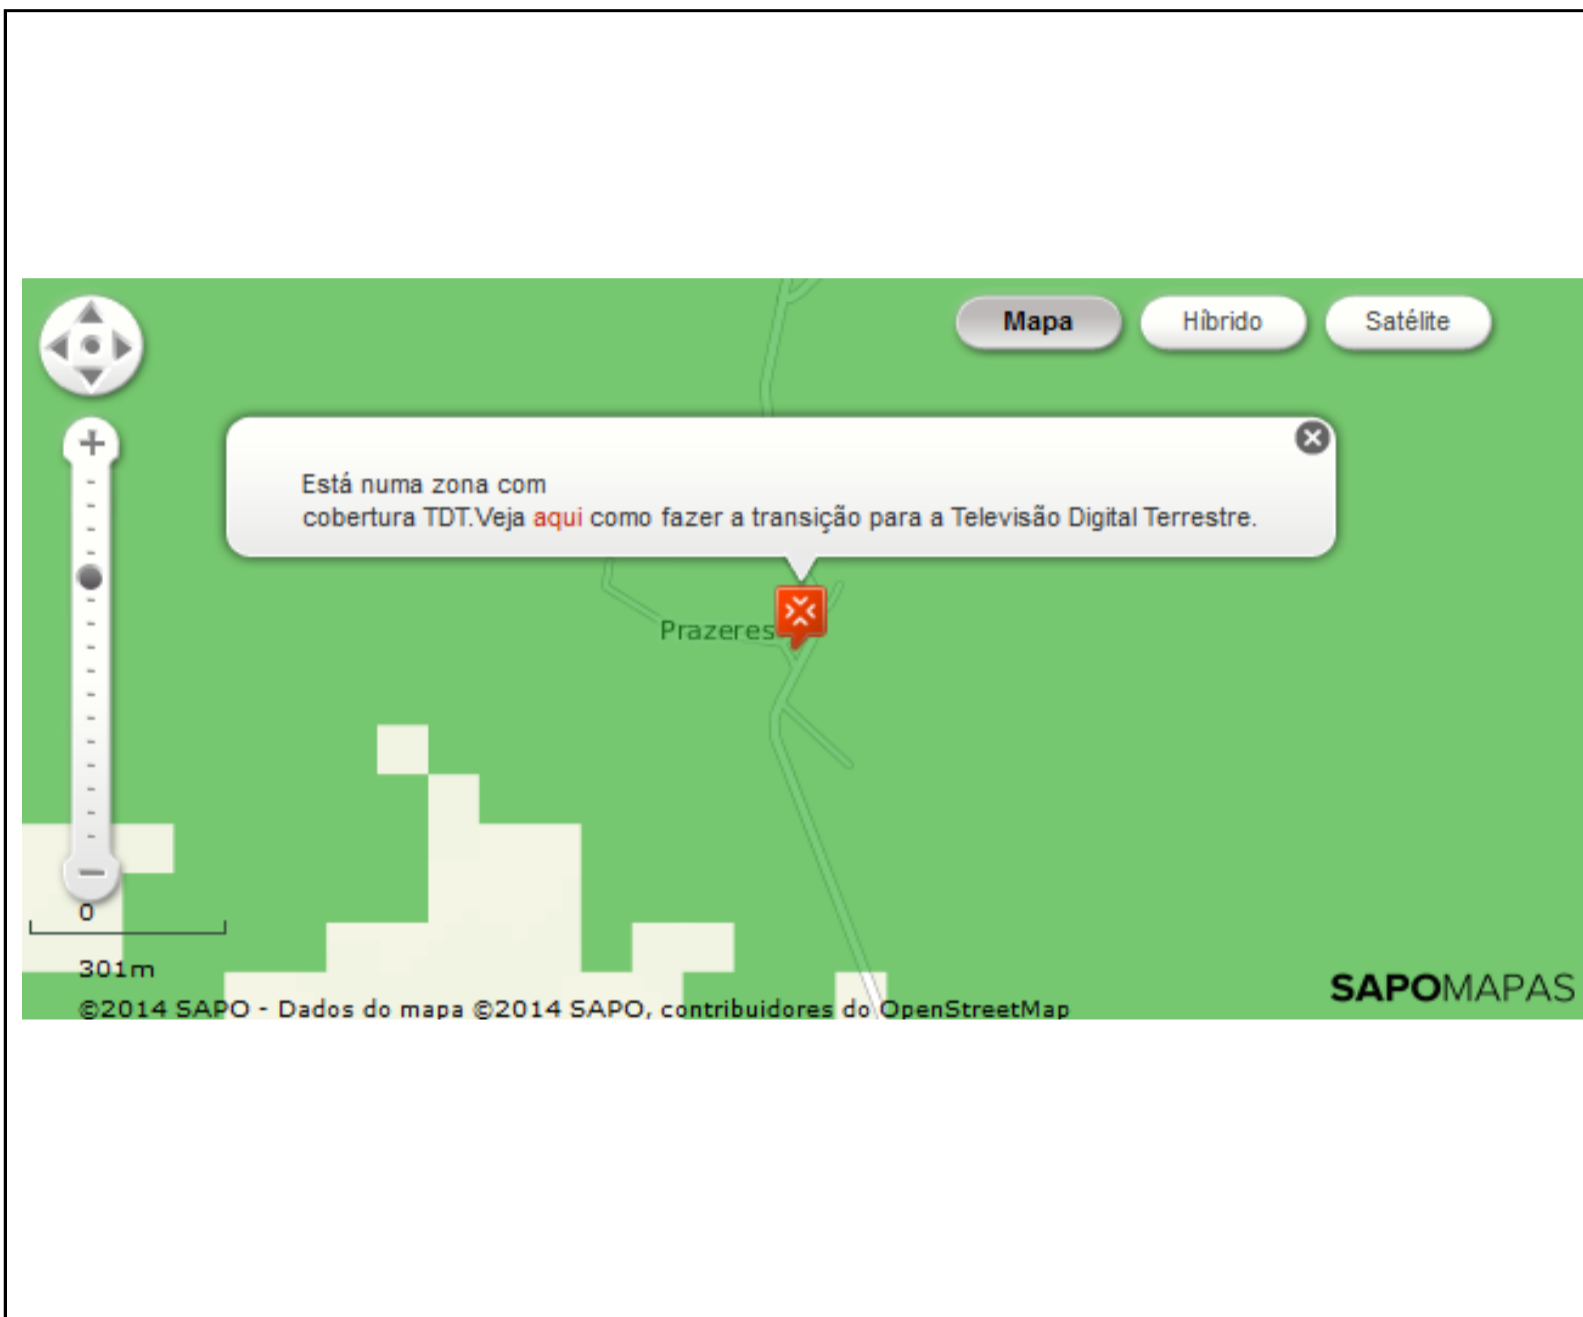 Mapa
Híbrido
Satélite
Está numa zona com
cobertura TDT.Veja aqui como fazer a transição para a Televisão Digital Terrestre.
Prazeres
0
301m
SAPOMAPAS
©2014 SAPO - Dados do mapa ©2014 SAPO, contribuidores do OpenStreetMap